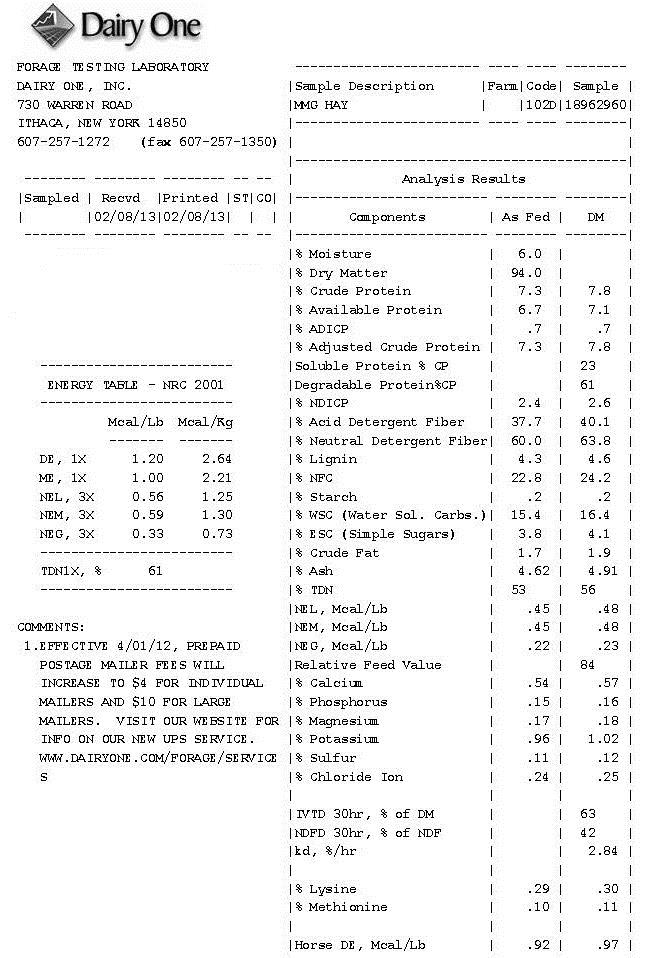 Dairy One
FORAGE TESTING LABORATORY
DAIRY ONE, INC.
730 WARREN ROAD
ITHACA, NEW YORK 14850
607-257-1272 (fax 607-257-1350)
|Sampled | Recvd |Printed |ST|CO|
| |02/08/13|02/08/13| | |
ENERGY TABLE - NRC 2001
Mcal/Lb Mcal/Kg
DE, 1X 1.20 2.64
ME, 1X 1.00 2.21
NEL, 3X 0.56 1.25
NEM, 3X 0.59 1.30
NEG, 3X 0.33 0.73
TDN1X, % 61
COMMENTS:
1.EFFECTIVE 4/01/12, PREPAID
POSTAGE MAILER FEES WILL
INCREASE TO $4 FOR INDIVIDUAL
MAILERS AND $10 FOR LARGE
MAILERS. VISIT OUR WEBSITE FOR
INFO ON OUR NEW UPS SERVICE.
WWW.DAIRYONE.COM/FORAGE/SERVICE
S
|Sample Description |Farm|Code| Sample |
|MMG HAY | |102D|18962960|
Analysis Results
Components | As Fed | DM |
|% Moisture | 6.0 | |
|% Dry Matter | 94.0 | |
|% Crude Protein | 7.3 | 7.8 |
|% Available Protein | 6.7 | 7.1 |
|% ADICP | .7 | .7 |
|% Adjusted Crude Protein | 7.3 | 7.8 |
|Soluble Protein % CP | | 23 |
|Degradable Protein%CP | | 61 |
|% NDICP | 2.4 | 2.6 |
|% Acid Detergent Fiber | 37.7 | 40.1 |
|% Neutral Detergent Fiber| 60.0 | 63.8 |
|% Lignin | 4.3 | 4.6 |
|% NFC | 22.8 | 24.2 |
|% Starch | .2 | .2 |
|% WSC (Water Sol. Carbs.)| 15.4 | 16.4 |
|% ESC (Simple Sugars) | 3.8 | 4.1 |
|% Crude Fat | 1.7 | 1.9 |
|% Ash | 4.62 | 4.91 |
|% TDN | 53 | 56 |
|NEL, Mcal/Lb | .45 | .48 |
|NEM, Mcal/Lb | .45 | .48 |
|NEG, Mcal/Lb | .22 | .23 |
|Relative Feed Value | | 84 |
|% Calcium | .54 | .57 |
|% Phosphorus | .15 | .16 |
|% Magnesium | .17 | .18 |
|% Potassium | .96 | 1.02 |
|% Sulfur | .11 | .12 |
|% Chloride Ion | .24 | .25 |
|IVTD 30hr, % of DM | | 63 |
|NDFD 30hr, % of NDF | | 42 |
|kd, %/hr | | 2.84 |
|% Lysine | .29 | .30 |
|% Methionine | .10 | .11 |
|Horse DE, Mcal/Lb | .92 | .97 |